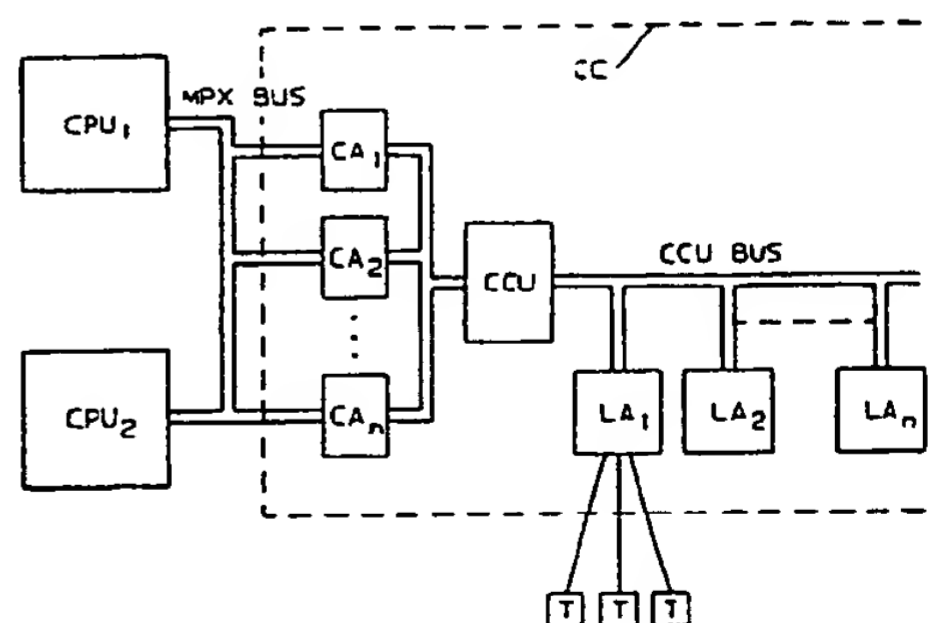 CC
MPX BUS
CPU₁
CA₁
CA₂
CCU
CCU BUS
CPU₂
CAₙ
LA₁
LA₂
LAₙ
T
T
T